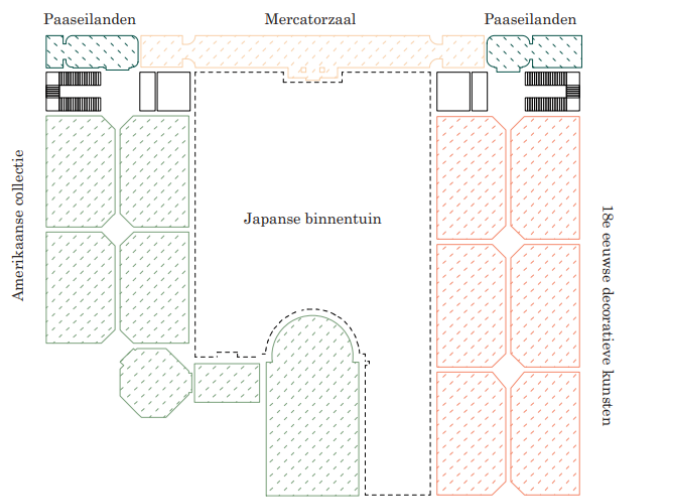 Paaseilanden
Mercatorzaal
Paaseilanden
Amerikaanse collectie
Japanse binnentuin
18e eeuwse decoratieve kunsten